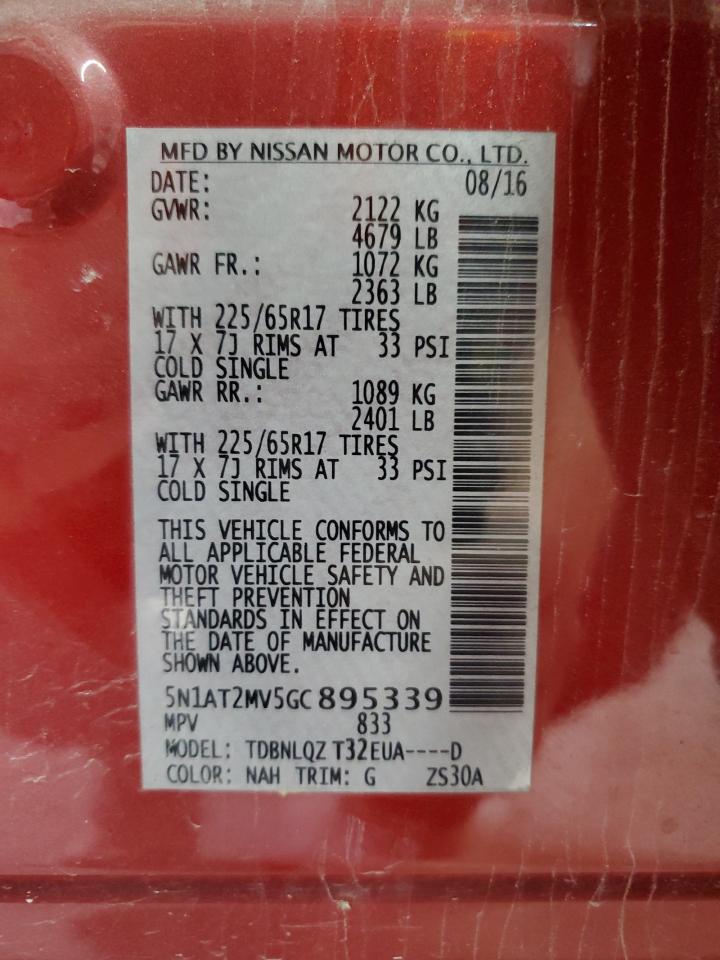 MFD BY NISSAN MOTOR CO., LTD.
DATE: 08/16
GVWR: 2122 KG
4679 LB
GAWR FR.: 1072 KG
2363 LB
WITH 225/65R17 TIRES
17 X 7J RIMS AT 33 PSI
COLD SINGLE
GAWR RR.: 1089 KG
2401 LB
WITH 225/65R17 TIRES
17 X 7J RIMS AT 33 PSI
COLD SINGLE
THIS VEHICLE CONFORMS TO
ALL APPLICABLE FEDERAL
MOTOR VEHICLE SAFETY AND
THEFT PREVENTION
STANDARDS IN EFFECT ON
THE DATE OF MANUFACTURE
SHOWN ABOVE.
5N1AT2MV5GC895339
MPV 833
MODEL: TDBNLQZ T32EUA----D
COLOR: NAH TRIM: G ZS30A